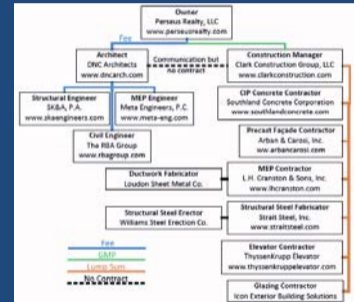 Owner
Perseus Realty, LLC
www.perseusrealty.com
Fee
Architect
DNC Architects
www.dncarch.com
Communication but
no contract
Construction Manager
Clark Construction Group, LLC
www.clarkconstruction.com
Structural Engineer
SK&A, P.A.
www.skaengineers.com
MEP Engineer
Meta Engineers, P.C.
www.meta-eng.com
Civil Engineer
The RBA Group
www.rbagroup.com
CIP Concrete Contractor
Southland Concrete Corporation
www.southlandconcrete.com
Precast Façade Contractor
Arban & Carosi, Inc.
ww.arbancarosi.com
Ductwork Fabricator
Loudon Sheet Metal Co.
MEP Contractor
L.H. Cranston & Sons, Inc.
www.lhcranston.com
Structural Steel Erector
Williams Steel Erection Co.
Structural Steel Fabricator
Strait Steel, Inc.
www.straitsteel.com
Elevator Contractor
ThyssenKrupp Elevator
www.thyssenkruppelevator.com
Glazing Contractor
Icon Exterior Building Solutions
Fee
GMP
Lump Sum
No Contract